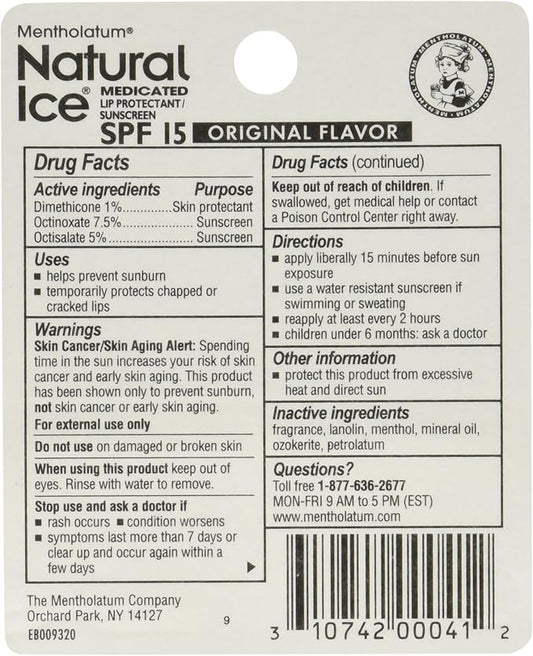 Mentholatum®
Natural
Ice® MEDICATED
LIP PROTECTANT/
SUNSCREEN
SPF 15 ORIGINAL FLAVOR
MENTHOLATUM • MENTHOLATUM • MENTHOLATUM •
M
Drug Facts
Active ingredients Purpose
Dimethicone 1%.............Skin protectant
Octinoxate 7.5%.................. Sunscreen
Octisalate 5%....................... Sunscreen
Uses
■ helps prevent sunburn
■ temporarily protects chapped or
cracked lips
Warnings
Skin Cancer/Skin Aging Alert: Spending
time in the sun increases your risk of skin
cancer and early skin aging. This product
has been shown only to prevent sunburn,
not skin cancer or early skin aging.
For external use only
Do not use on damaged or broken skin
When using this product keep out of
eyes. Rinse with water to remove.
Stop use and ask a doctor if
■ rash occurs ■ condition worsens
■ symptoms last more than 7 days or
clear up and occur again within a
few days
Drug Facts (continued)
Keep out of reach of children. If
swallowed, get medical help or contact
a Poison Control Center right away.
Directions
■ apply liberally 15 minutes before sun
exposure
■ use a water resistant sunscreen if
swimming or sweating
■ reapply at least every 2 hours
■ children under 6 months: ask a doctor
Other information
■ protect this product from excessive
heat and direct sun
Inactive ingredients
fragrance, lanolin, menthol, mineral oil,
ozokerite, petrolatum
Questions?
Toll free 1-877-636-2677
MON-FRI 9 AM to 5 PM (EST)
www.mentholatum.com
The Mentholatum Company
Orchard Park, NY 14127
EB009320
9
3 10742 00041 2